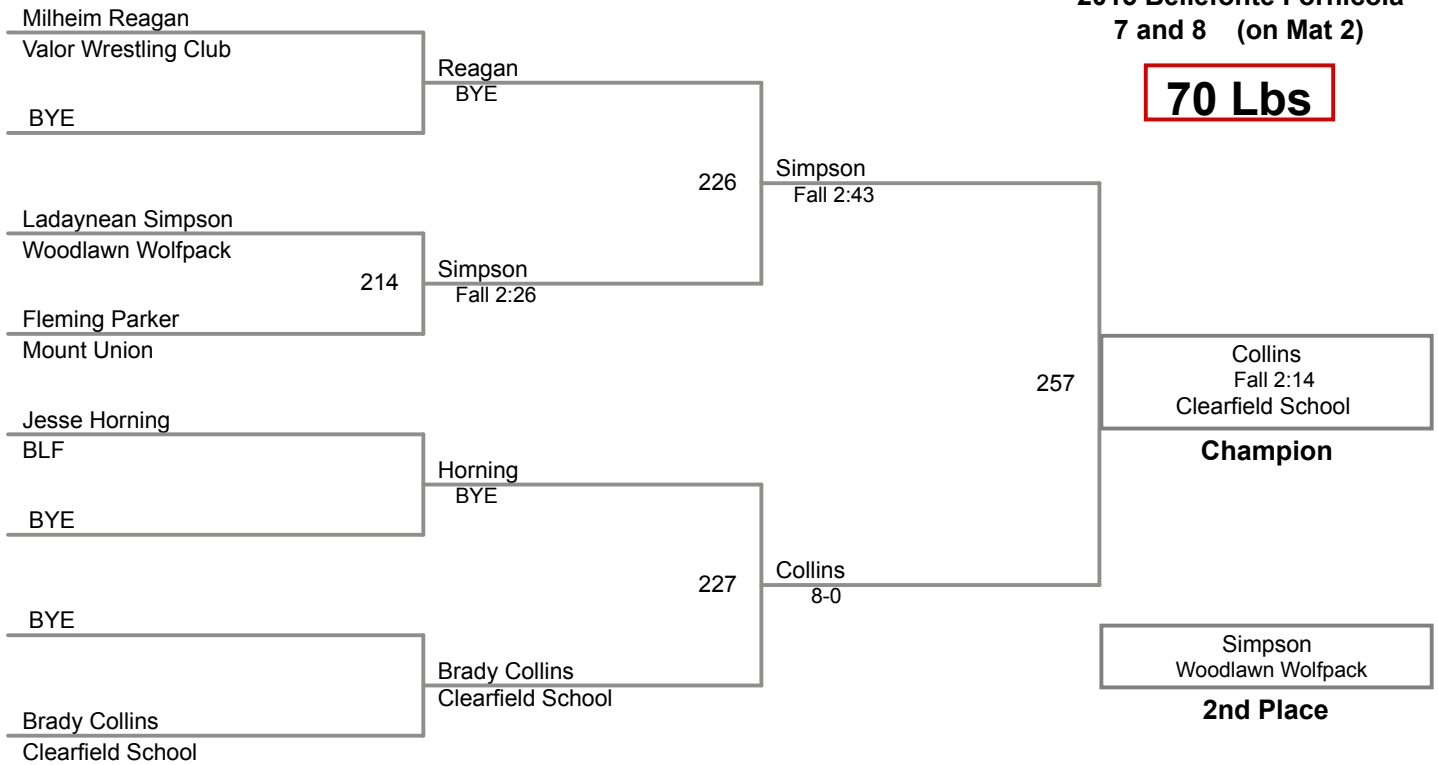 2018 Bellefonte Fornicola
7 and 8 (on Mat 2)
70 Lbs
Milheim Reagan
Valor Wrestling Club
BYE
Ladaynean Simpson
Woodlawn Wolfpack
214
Fleming Parker
Mount Union
Jesse Horning
BLF
BYE
BYE
Brady Collins
Clearfield School
Reagan
BYE
226
Simpson
Fall 2:26
Horning
BYE
227
Brady Collins
Clearfield School
Simpson
Fall 2:43
257
Collins
8-0
Collins
Fall 2:14
Clearfield School
Champion
Simpson
Woodlawn Wolfpack
2nd Place